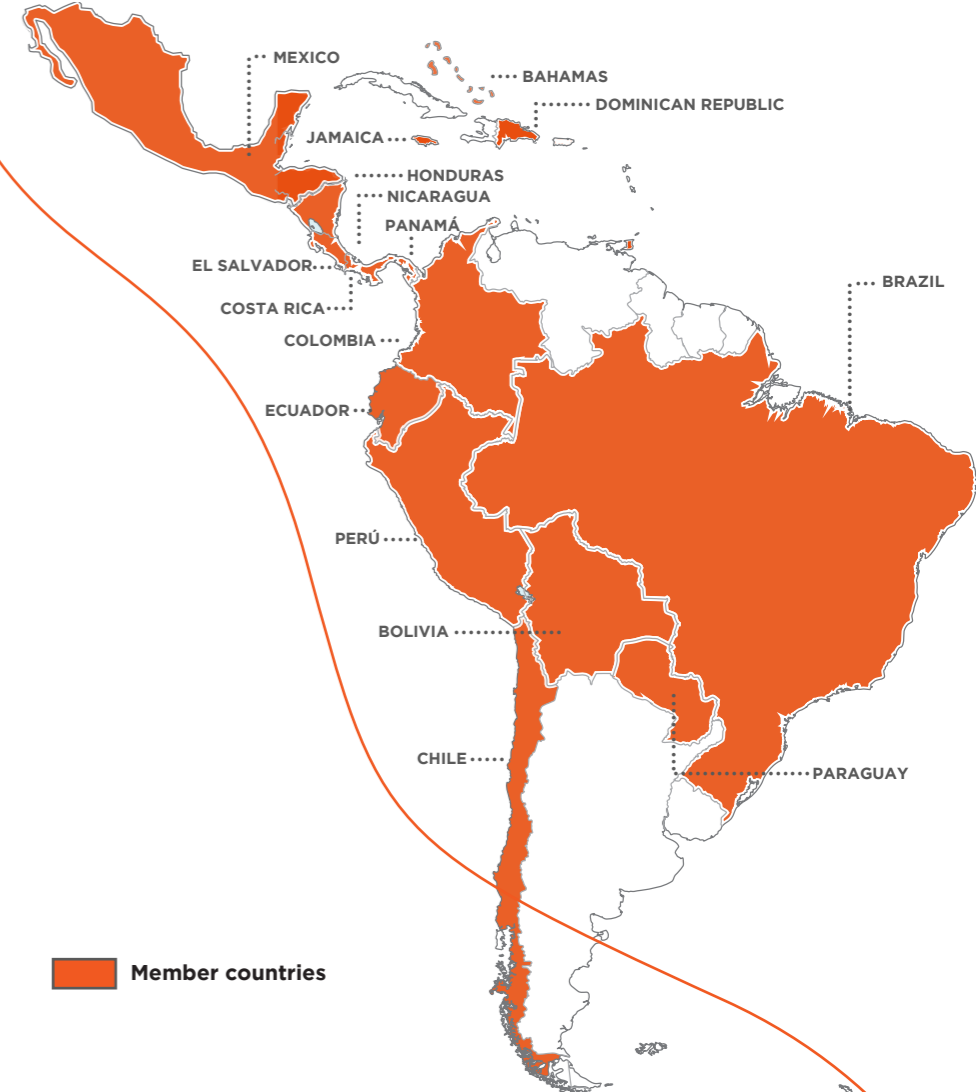 MEXICO
BAHAMAS
DOMINICAN REPUBLIC
JAMAICA
HONDURAS
NICARAGUA
PANAMÁ
EL SALVADOR
BRAZIL
COSTA RICA
COLOMBIA
ECUADOR
PERÚ
BOLIVIA
CHILE
PARAGUAY
Member countries